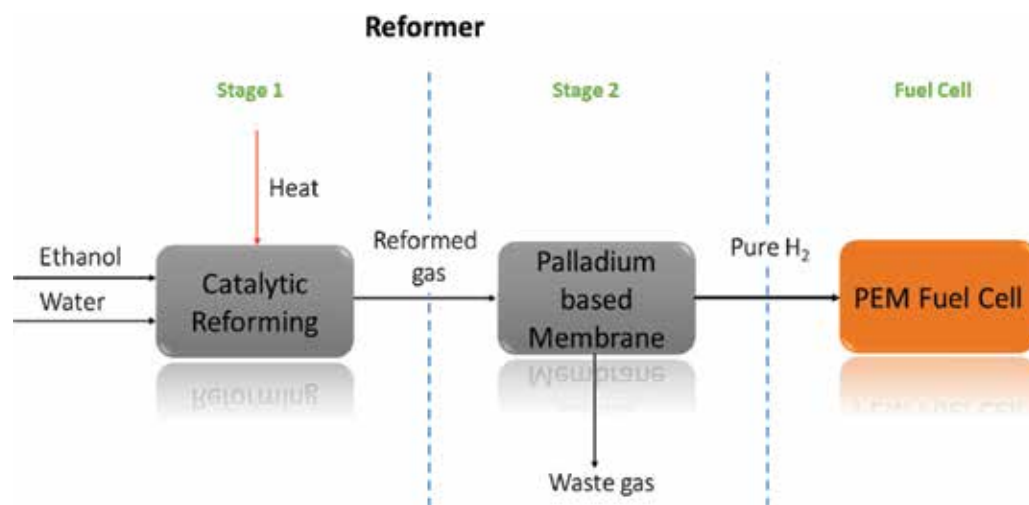 Reformer
Stage 1
Stage 2
Fuel Cell
Heat
Ethanol
Water
Catalytic
Reforming
Reformed
gas
Palladium
based
Membrane
Pure H₂
PEM Fuel Cell
Waste gas